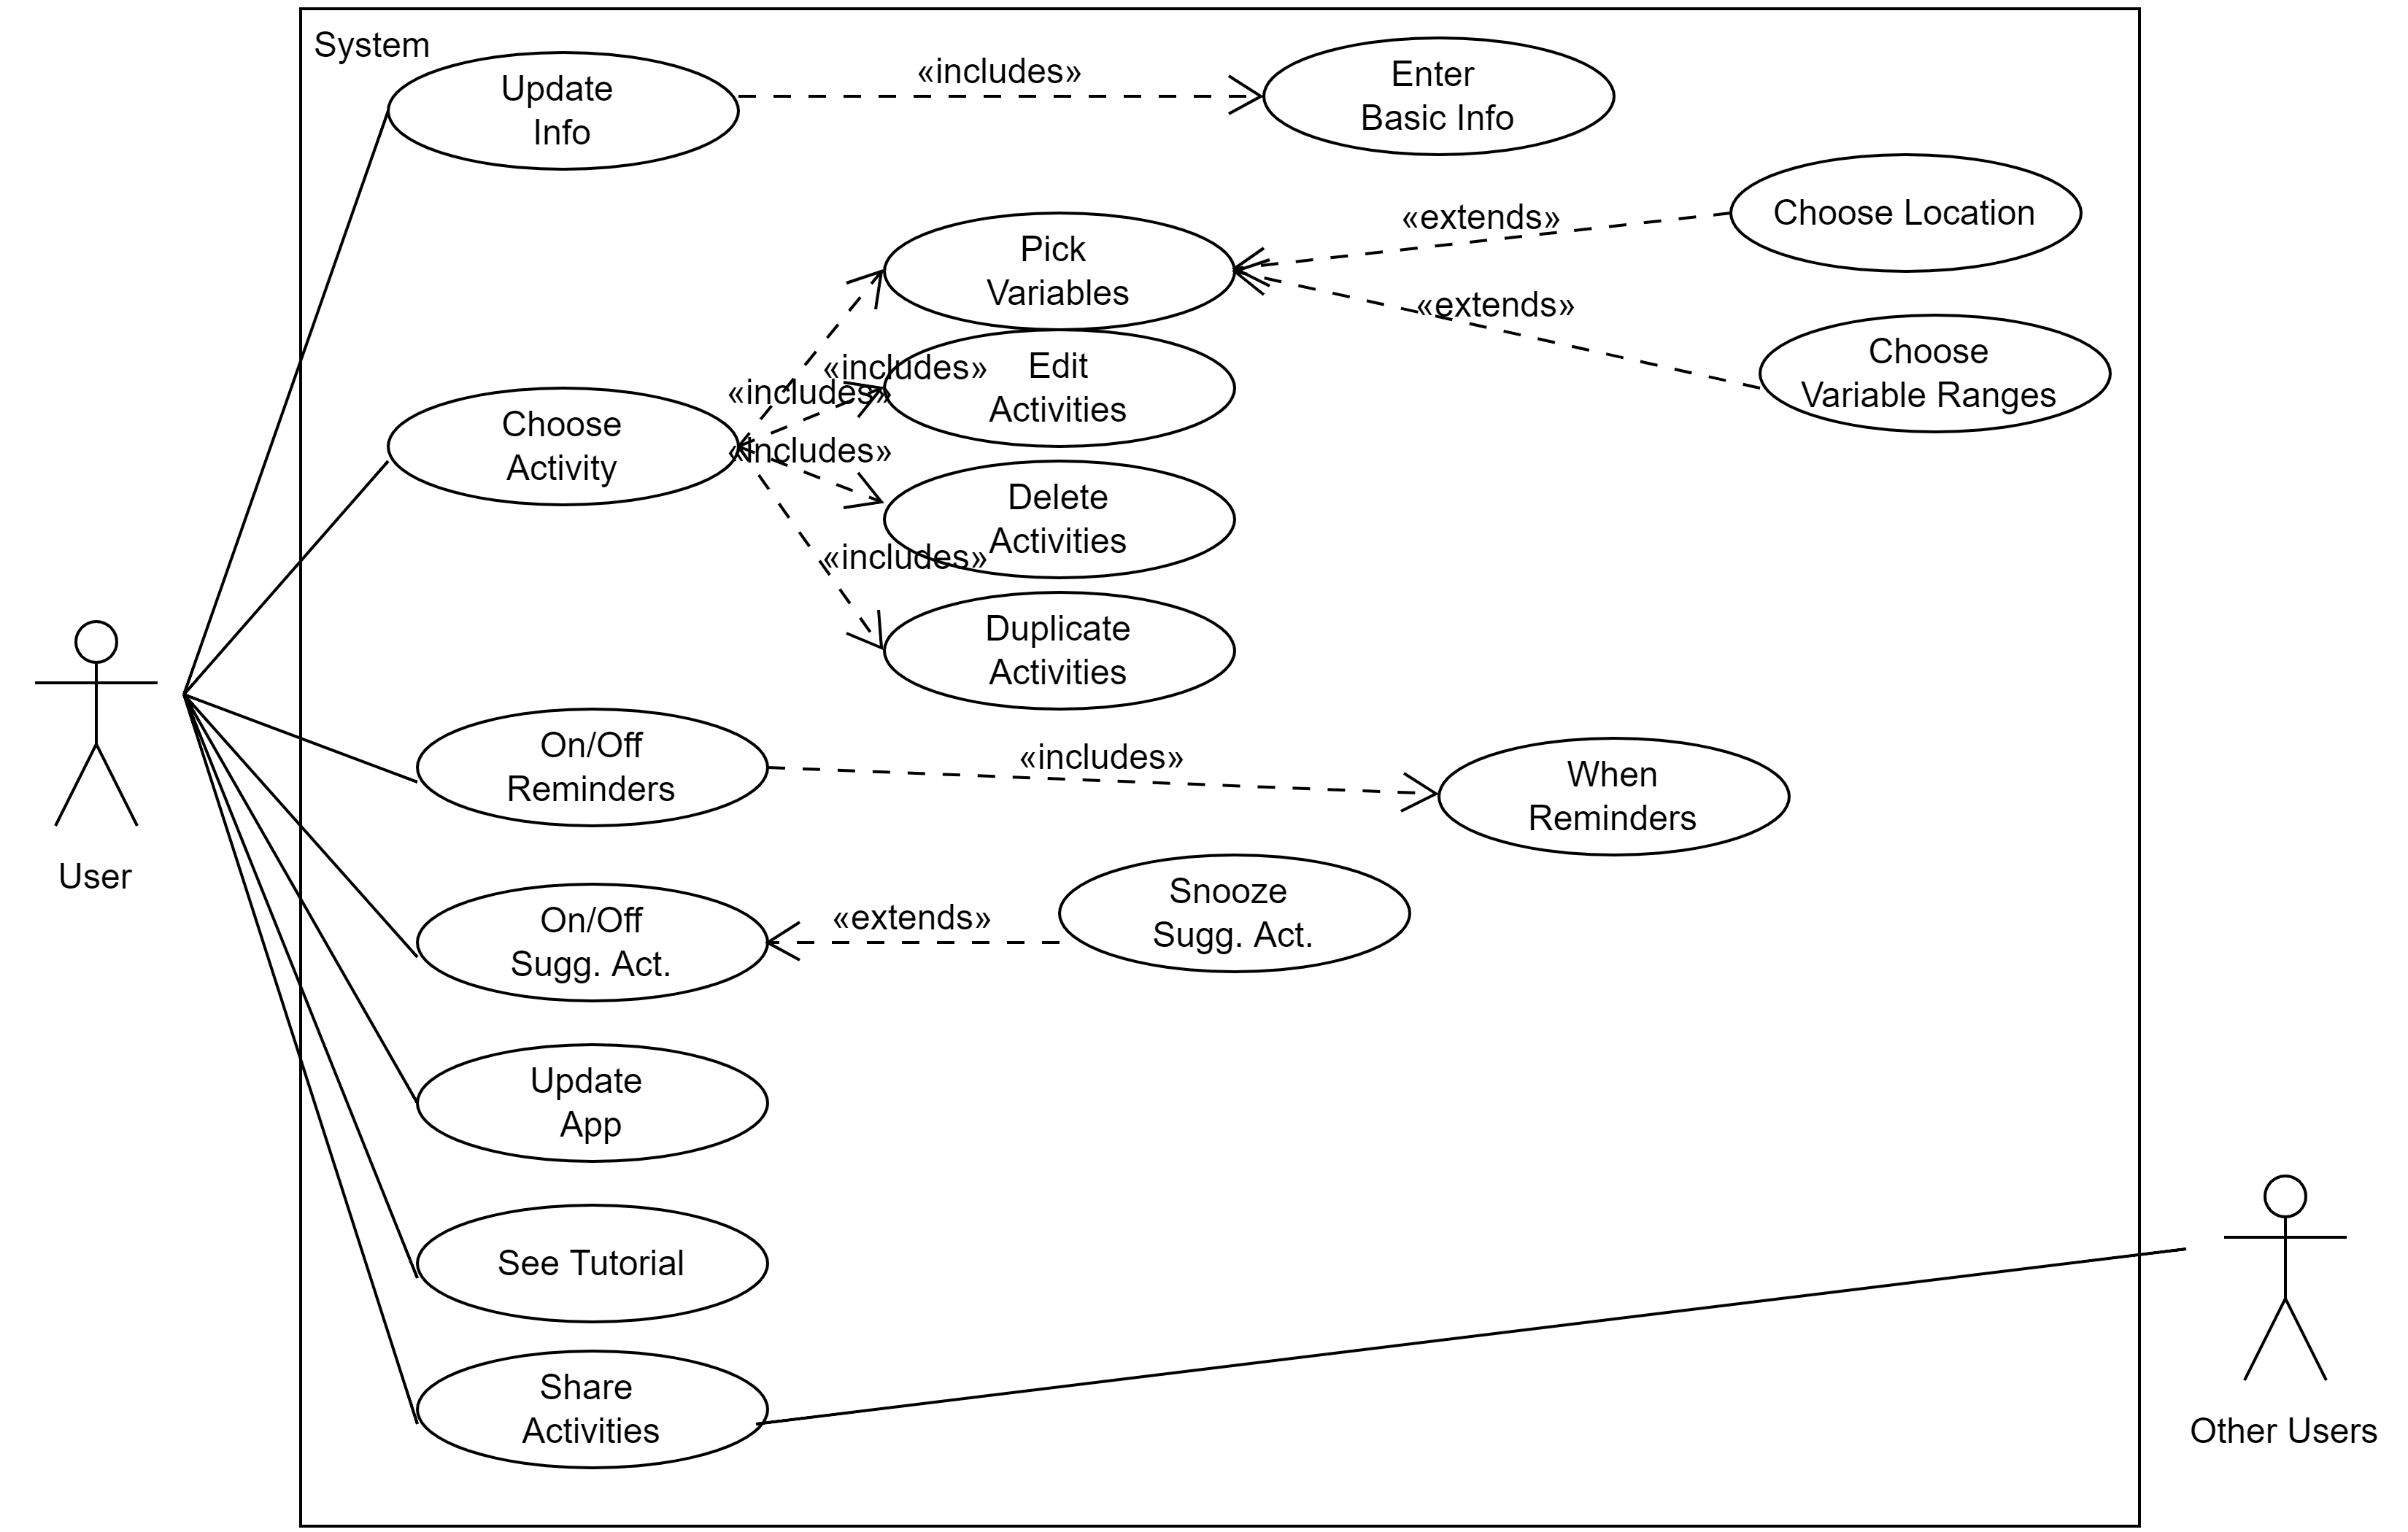 System
Update
Info
«includes»
Enter
Basic Info
Pick
Variables
«extends»
Choose Location
«extends»
Choose
Variable Ranges
Choose
Activity
«includes»
«includes»
«includes»
«includes»
Edit
Activities
Delete
Activities
Duplicate
Activities
User
On/Off
Reminders
«includes»
When
Reminders
On/Off
Sugg. Act.
«extends»
Snooze
Sugg. Act.
Update
App
See Tutorial
Share
Activities
Other Users